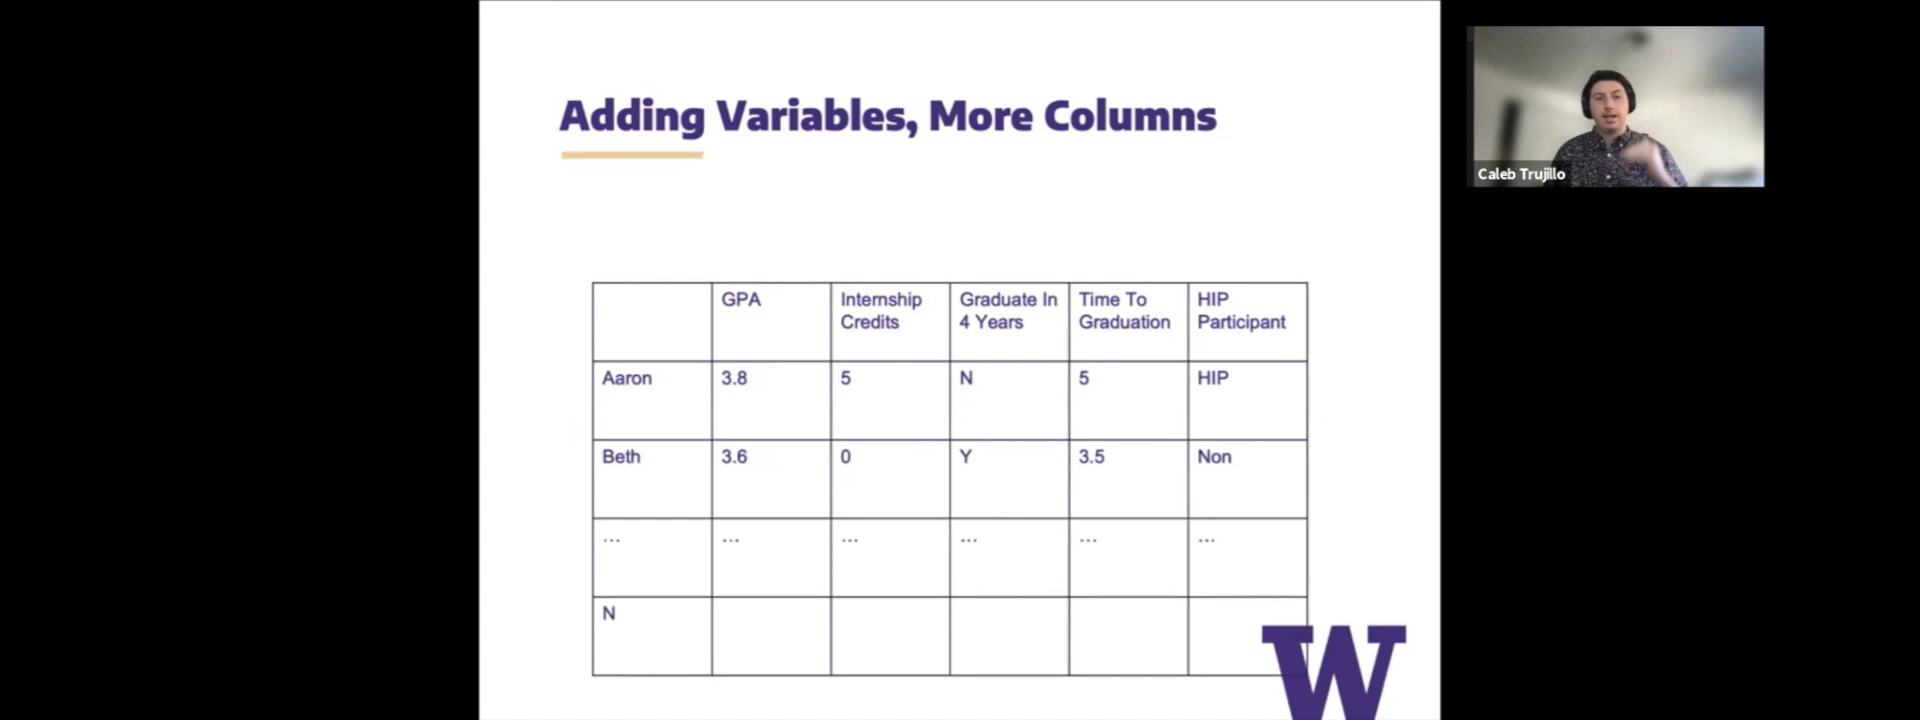 Adding Variables, More Columns
Caleb Trujillo
GPA
Internship
Credits
Graduate In
4 Years
Time To
Graduation
HIP
Participant
Aaron
3.8
5
N
5
HIP
Beth
3.6
0
Y
3.5
Non
...
...
...
...
...
...
N
W